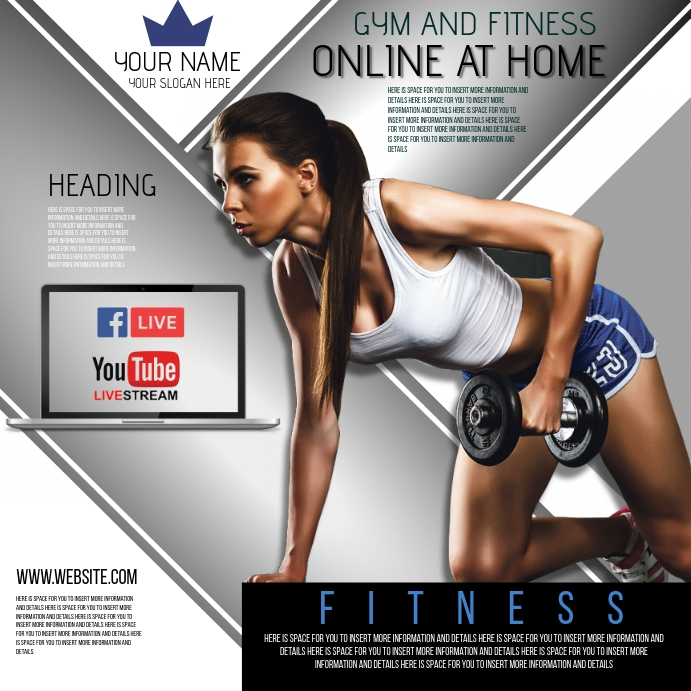 YOUR NAME
YOUR SLOGAN HERE
GYM AND FITNESS
ONLINE AT HOME
HERE IS SPACE FOR YOU TO INSERT MORE INFORMATION AND
DETAILS HERE IS SPACE FOR YOU TO INSERT MORE
INFORMATION AND DETAILS HERE IS SPACE FOR YOU TO
INSERT MORE INFORMATION AND DETAILS HERE IS SPACE
FOR YOU TO INSERT MORE INFORMATION AND DETAILS HERE
IS SPACE FOR YOU TO INSERT MORE INFORMATION AND
DETAILS
HEADING
HERE IS SPACE FOR YOU TO INSERT MORE
INFORMATION AND DETAILS HERE IS SPACE FOR
YOU TO INSERT MORE INFORMATION AND
DETAILS HERE IS SPACE FOR YOU TO INSERT
MORE INFORMATION AND DETAILS HERE IS
SPACE FOR YOU TO INSERT MORE INFORMATION
AND DETAILS HERE IS SPACE FOR YOU TO
INSERT MORE INFORMATION AND DETAILS
f LIVE
YouTube
LIVESTREAM
23
WWW.WEBSITE.COM
HERE IS SPACE FOR YOU TO INSERT MORE INFORMATION
AND DETAILS HERE IS SPACE FOR YOU TO INSERT MORE
INFORMATION AND DETAILS HERE IS SPACE FOR YOU TO
INSERT MORE INFORMATION AND DETAILS HERE IS SPACE
FOR YOU TO INSERT MORE INFORMATION AND DETAILS HERE
IS SPACE FOR YOU TO INSERT MORE INFORMATION AND
DETAILS
FITNESS
HERE IS SPACE FOR YOU TO INSERT MORE INFORMATION AND DETAILS HERE IS SPACE FOR YOU TO INSERT MORE INFORMATION AND
DETAILS HERE IS SPACE FOR YOU TO INSERT MORE INFORMATION AND DETAILS HERE IS SPACE FOR YOU TO INSERT MORE
INFORMATION AND DETAILS HERE IS SPACE FOR YOU TO INSERT MORE INFORMATION AND DETAILS